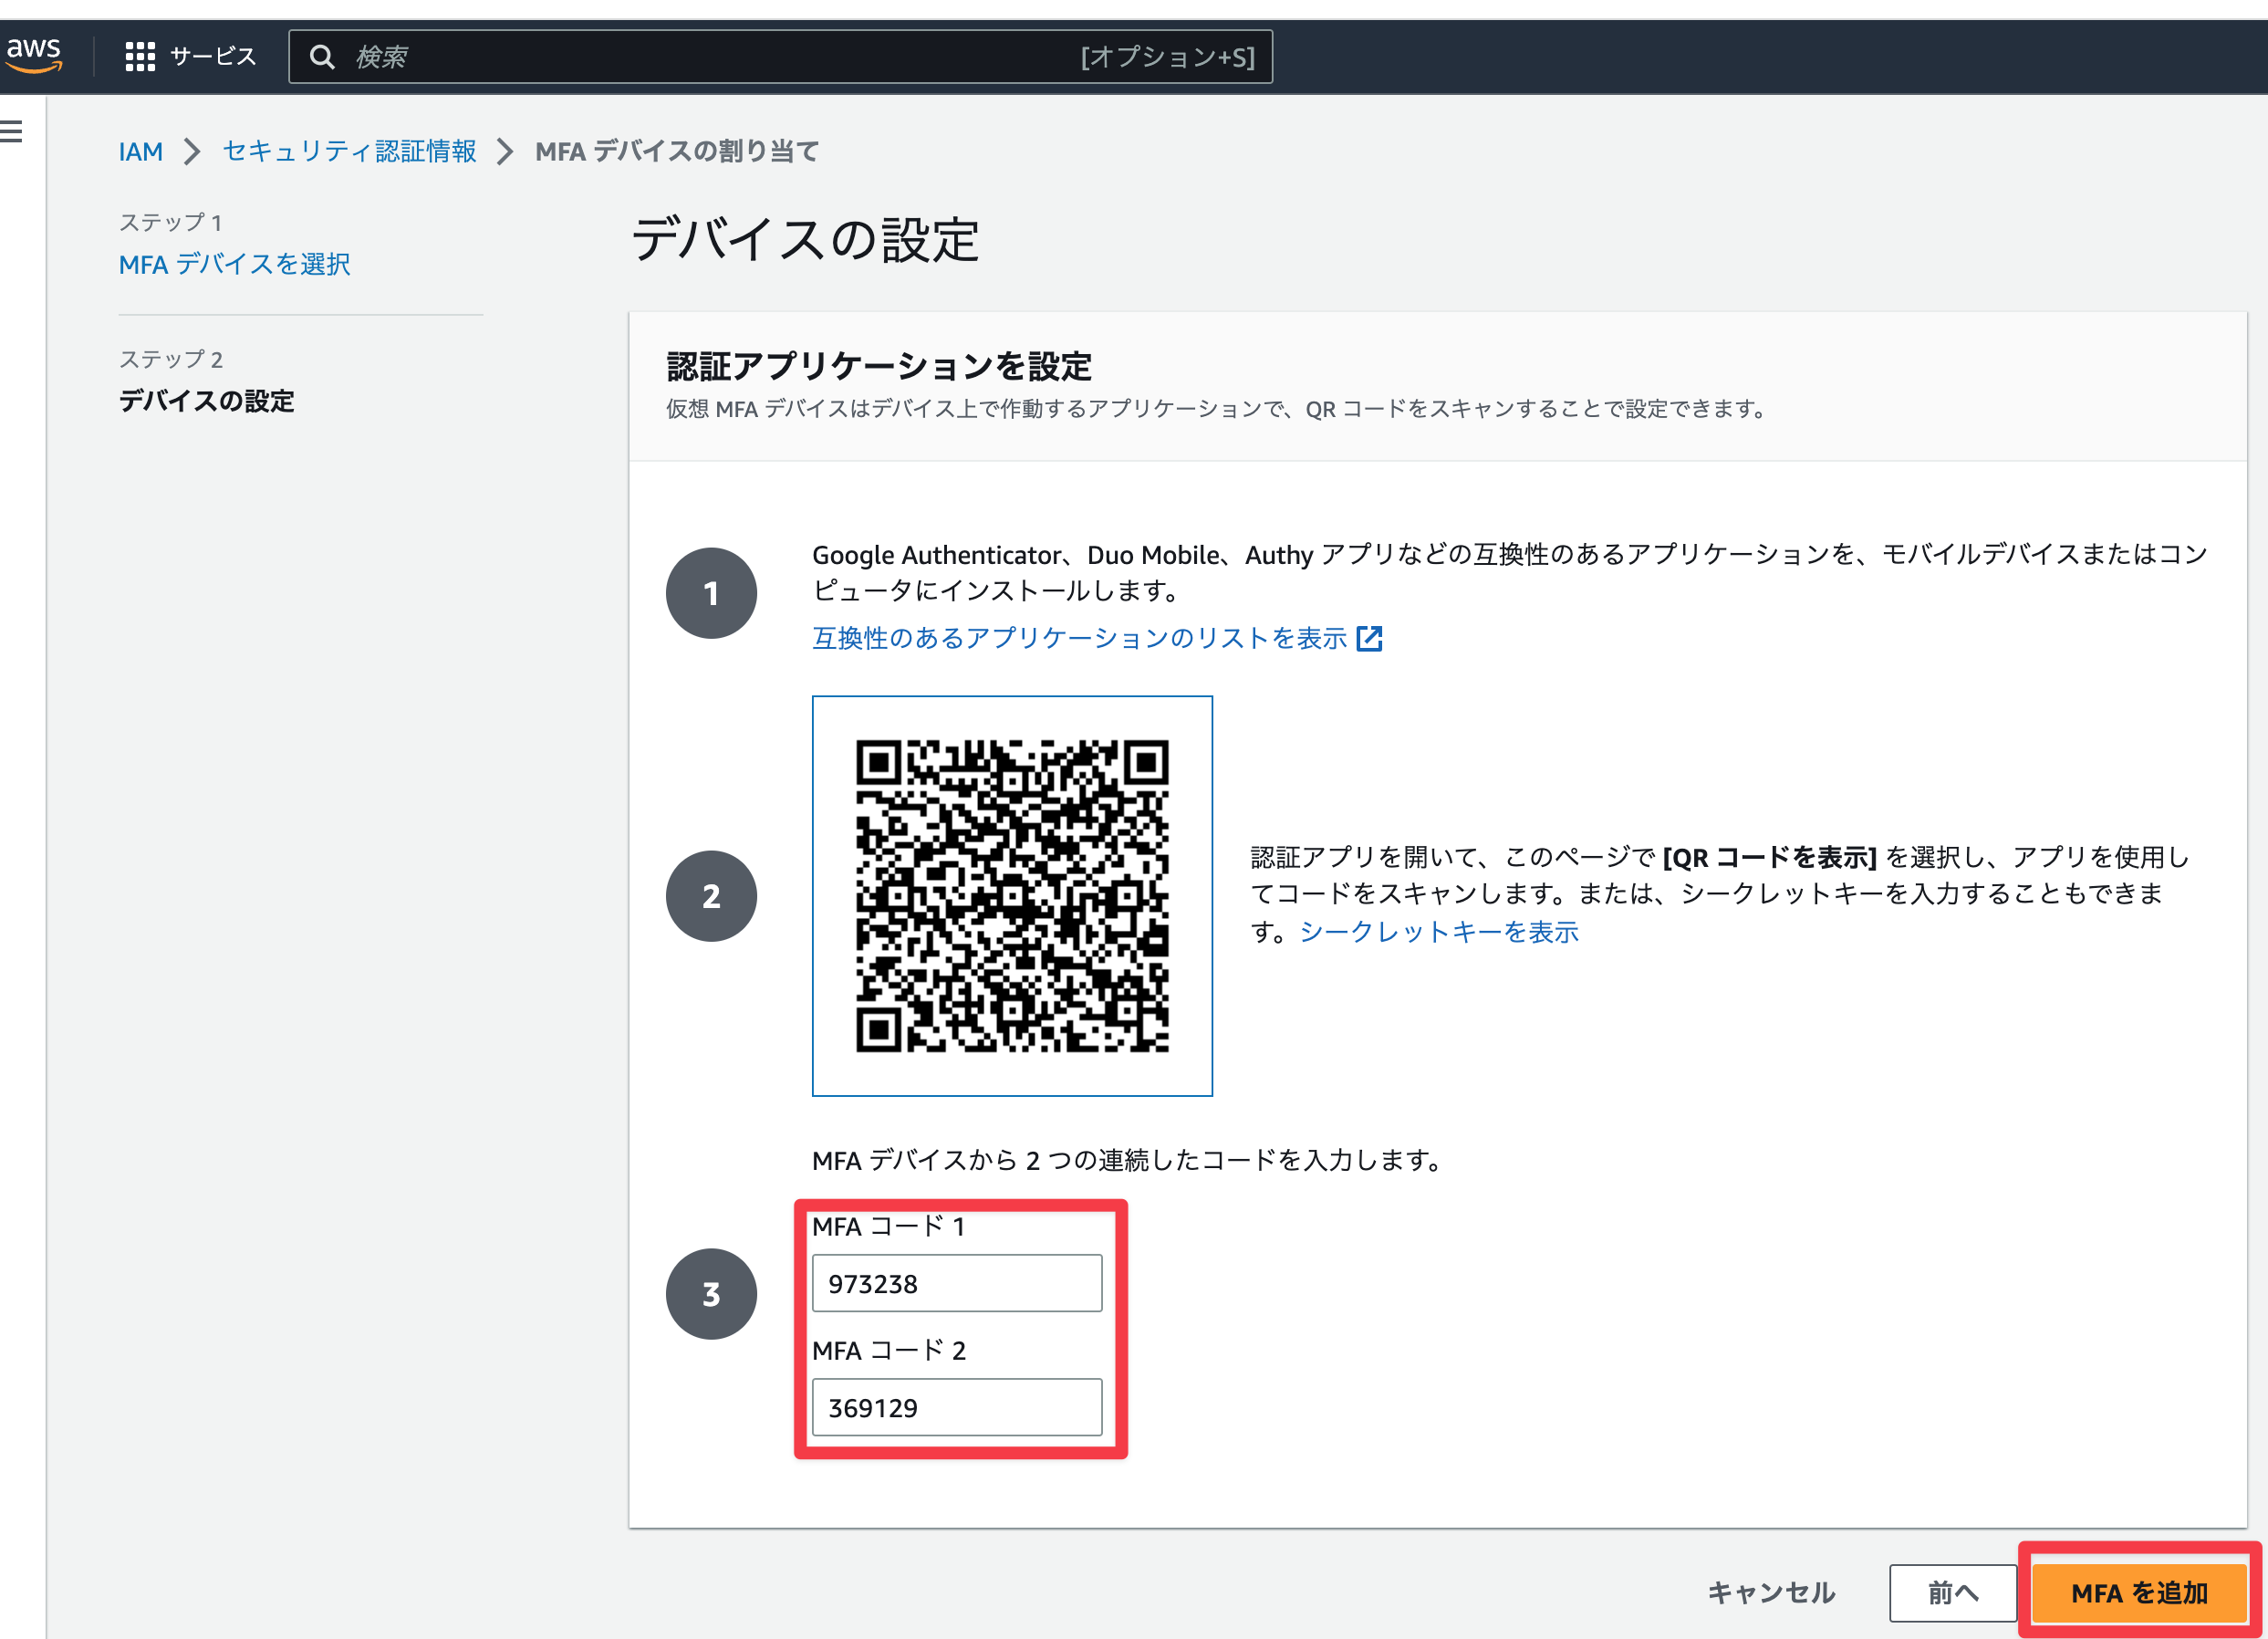 aws サービス 検索 [オプション+S]
IAM セキュリティ認証情報 MFA デバイスの割り当て
ステップ 1
MFA デバイスを選択
ステップ 2
デバイスの設定
デバイスの設定
認証アプリケーションを設定
仮想 MFA デバイスはデバイス上で作動するアプリケーションで、QR コードをスキャンすることで設定できます。
1
Google Authenticator、Duo Mobile、Authy アプリなどの互換性のあるアプリケーションを、モバイルデバイスまたはコン
ピュータにインストールします。
互換性のあるアプリケーションのリストを表示
2
認証アプリを開いて、このページで [QR コードを表示] を選択し、アプリを使用し
てコードをスキャンします。または、シークレットキーを入力することもできま
す。シークレットキーを表示
3
MFA デバイスから 2 つの連続したコードを入力します。
MFA コード 1
973238
MFA コード 2
369129
キャンセル 前へ MFA を追加